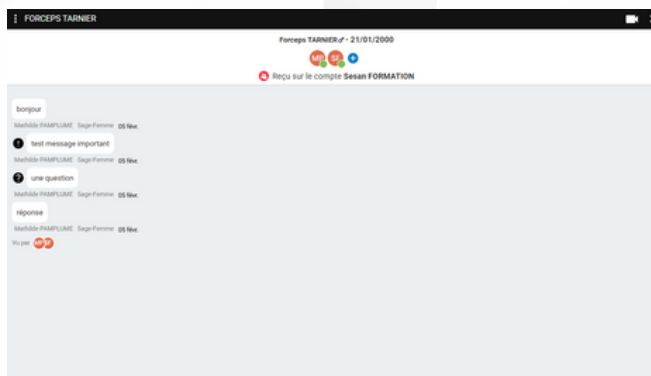 FORCEPS TARNIER
Forceps TARNIER♂ - 21/01/2000
MP SF
Reçu sur le compte Sesan FORMATION
bonjour
Mathilde PAMPLUME Sage-Femme 05 févr.
! test message important
Mathilde PAMPLUME Sage-Femme 05 févr.
? une question
Mathilde PAMPLUME Sage-Femme 05 févr.
réponse
Mathilde PAMPLUME Sage-Femme 05 févr.
Vu par MP SF